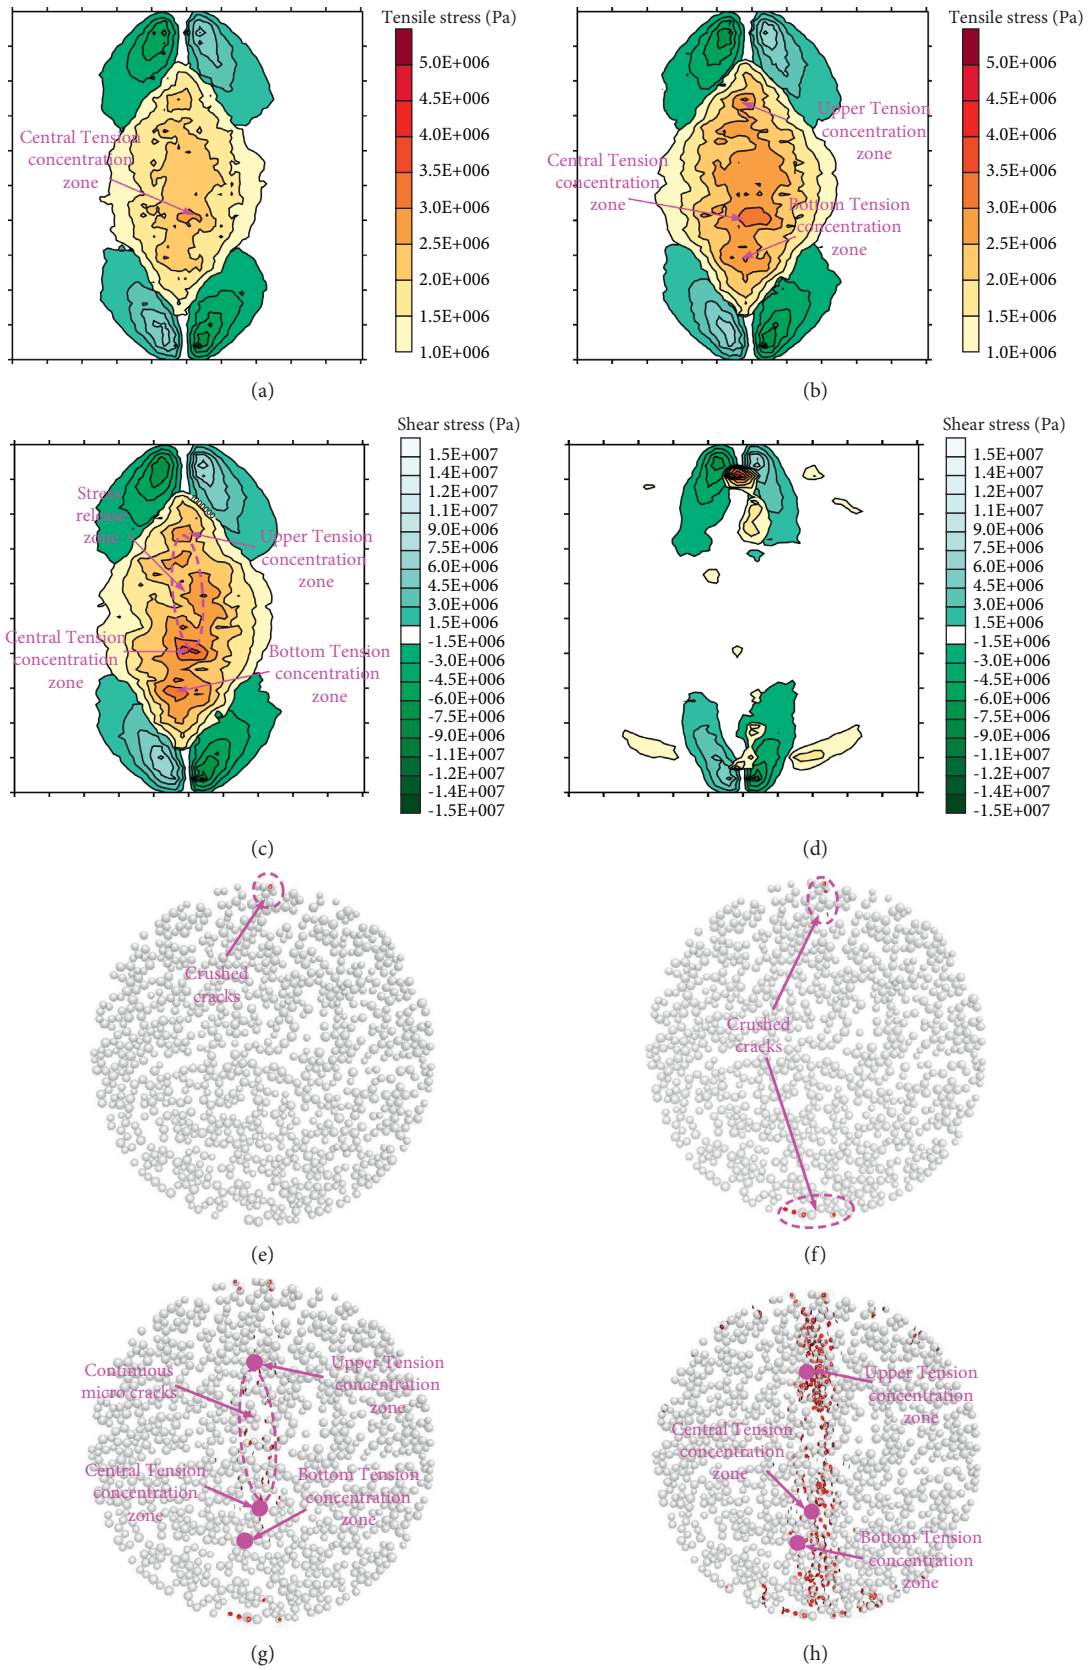 Tensile stress (Pa)
5.0E+006
4.5E+006
4.0E+006
3.5E+006
3.0E+006
2.5E+006
2.0E+006
1.5E+006
1.0E+006
Central Tension
concentration
zone
(a)
Tensile stress (Pa)
5.0E+006
4.5E+006
4.0E+006
3.5E+006
3.0E+006
2.5E+006
2.0E+006
1.5E+006
1.0E+006
Upper Tension
concentration
zone
Central Tension
concentration
zone
Bottom Tension
concentration
zone
(b)
Shear stress (Pa)
1.5E+007
1.4E+007
1.2E+007
1.1E+007
9.0E+006
7.5E+006
6.0E+006
4.5E+006
3.0E+006
1.5E+006
-1.5E+006
-3.0E+006
-4.5E+006
-6.0E+006
-7.5E+006
-9.0E+006
-1.1E+007
-1.2E+007
-1.4E+007
-1.5E+007
Stress
release
zone
Upper Tension
concentration
zone
Central Tension
concentration
zone
Bottom Tension
concentration
zone
(c)
Shear stress (Pa)
1.5E+007
1.4E+007
1.2E+007
1.1E+007
9.0E+006
7.5E+006
6.0E+006
4.5E+006
3.0E+006
1.5E+006
-1.5E+006
-3.0E+006
-4.5E+006
-6.0E+006
-7.5E+006
-9.0E+006
-1.1E+007
-1.2E+007
-1.4E+007
-1.5E+007
(d)
Crushed
cracks
(e)
Crushed
cracks
(f)
Continuous
micro cracks
Upper Tension
concentration
zone
Central Tension
concentration
zone
Bottom Tension
concentration
zone
(g)
Upper Tension
concentration
zone
Central Tension
concentration
zone
Bottom Tension
concentration
zone
(h)